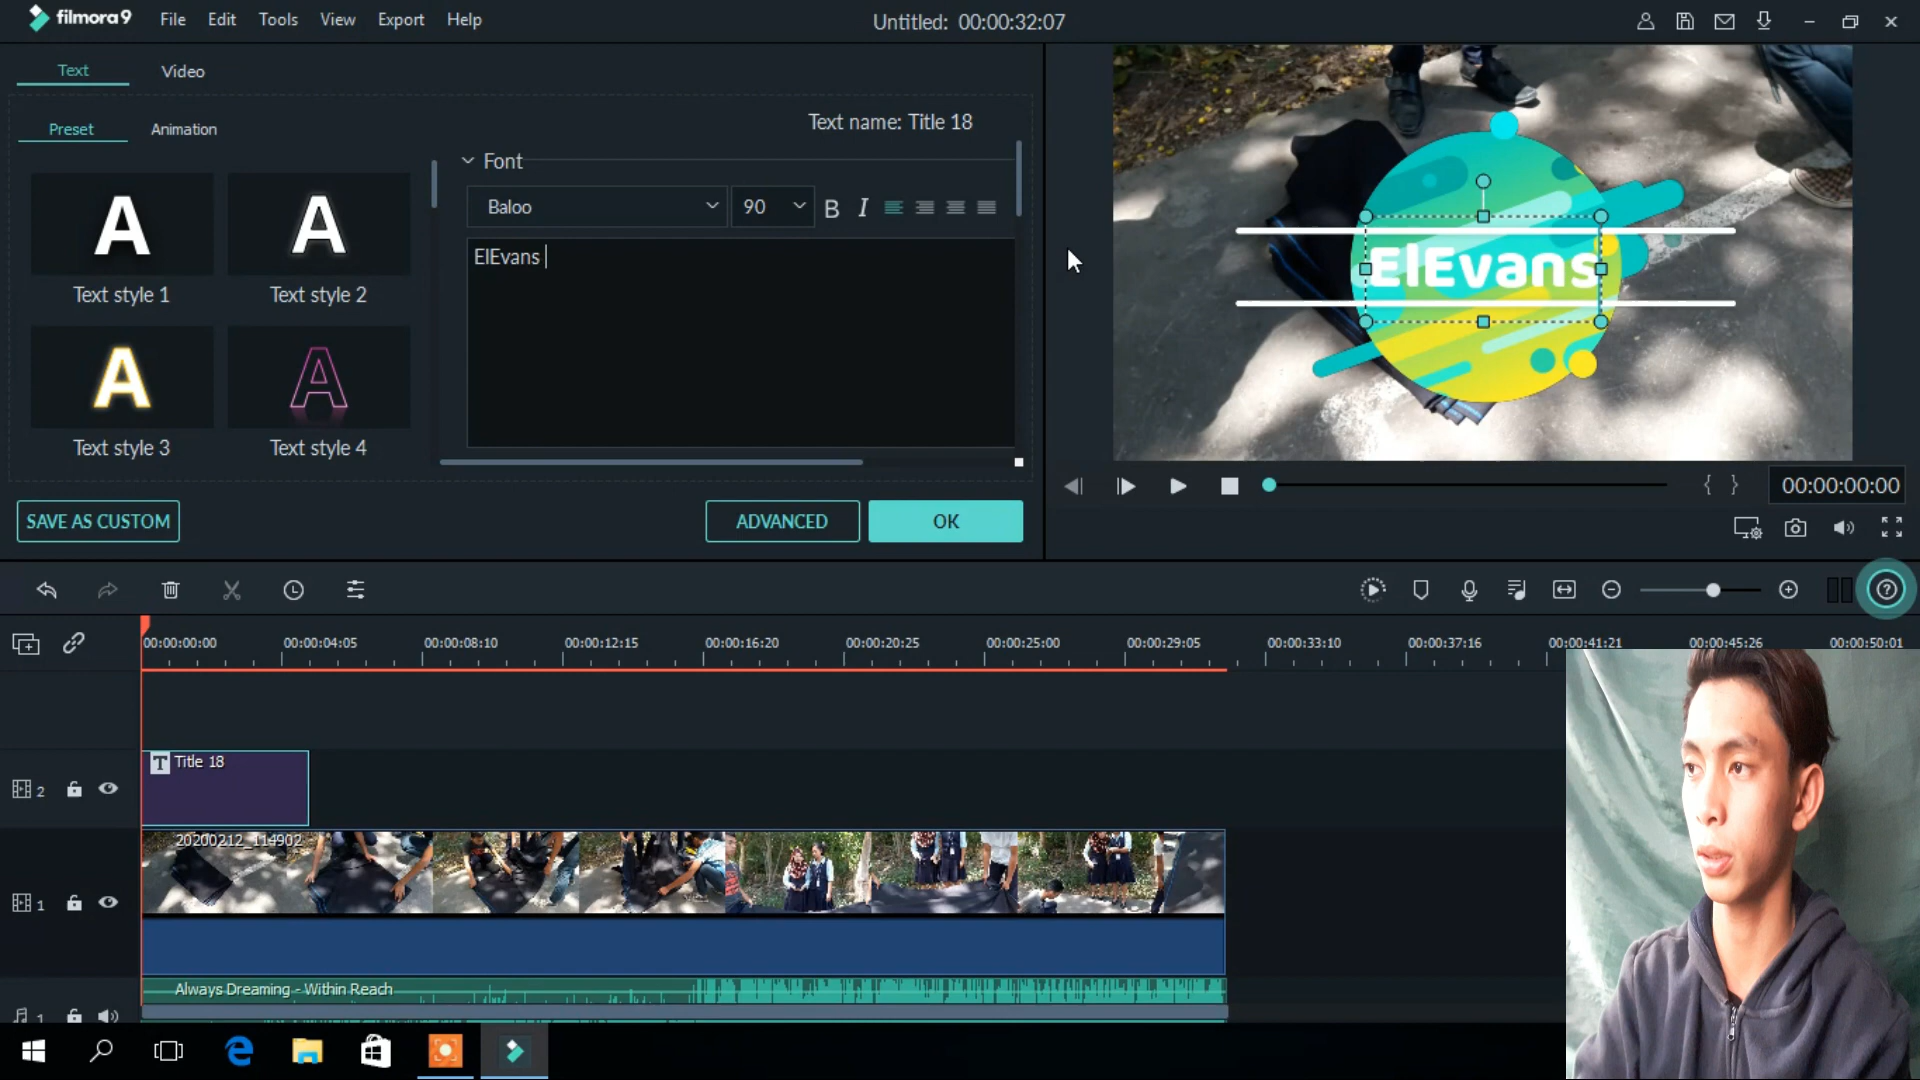 filmora9 File Edit Tools View Export Help Untitled: 00:00:32:07
Text Video
Preset Animation Text name: Title 18
Font
Baloo 90 B I
ElEvans
A A
Text style 1 Text style 2
A A
Text style 3 Text style 4
SAVE AS CUSTOM ADVANCED OK
ElEvans
{ } 00:00:00:00
00:00:00:00 00:00:04:05 00:00:08:10 00:00:12:15 00:00:16:20 00:00:20:25 00:00:25:00 00:00:29:05 00:00:33:10 00:00:37:16 00:00:41:21 00:00:45:26 00:00:50:01
2 T Title 18
20200212_114902
1
Always Dreaming - Within Reach
1